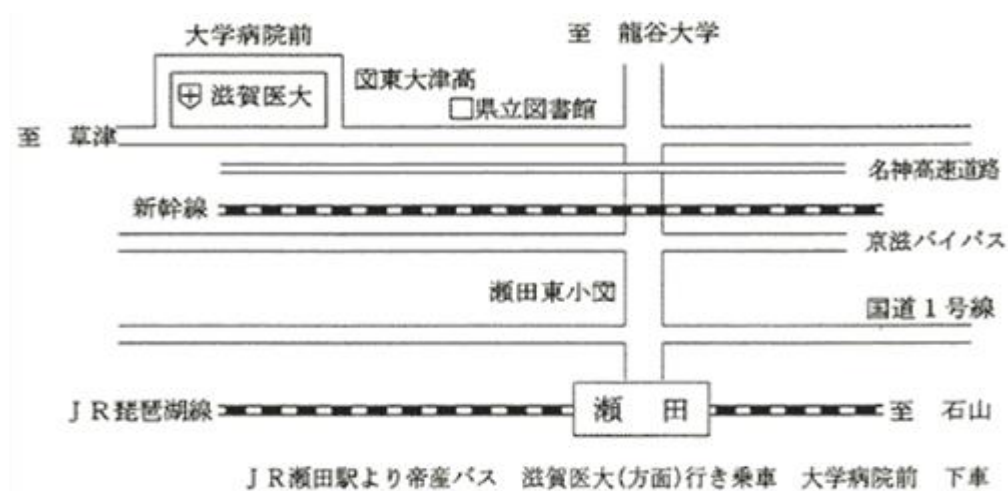 大学病院前
至 龍谷大学
滋賀医大
図東大津高
県立図書館
至 草津
名神高速道路
新幹線
京滋バイパス
瀬田東小図
国道1号線
JR琵琶湖線
瀬 田
至 石山
JR瀬田駅より帝産バス 滋賀医大(方面)行き乗車 大学病院前 下車